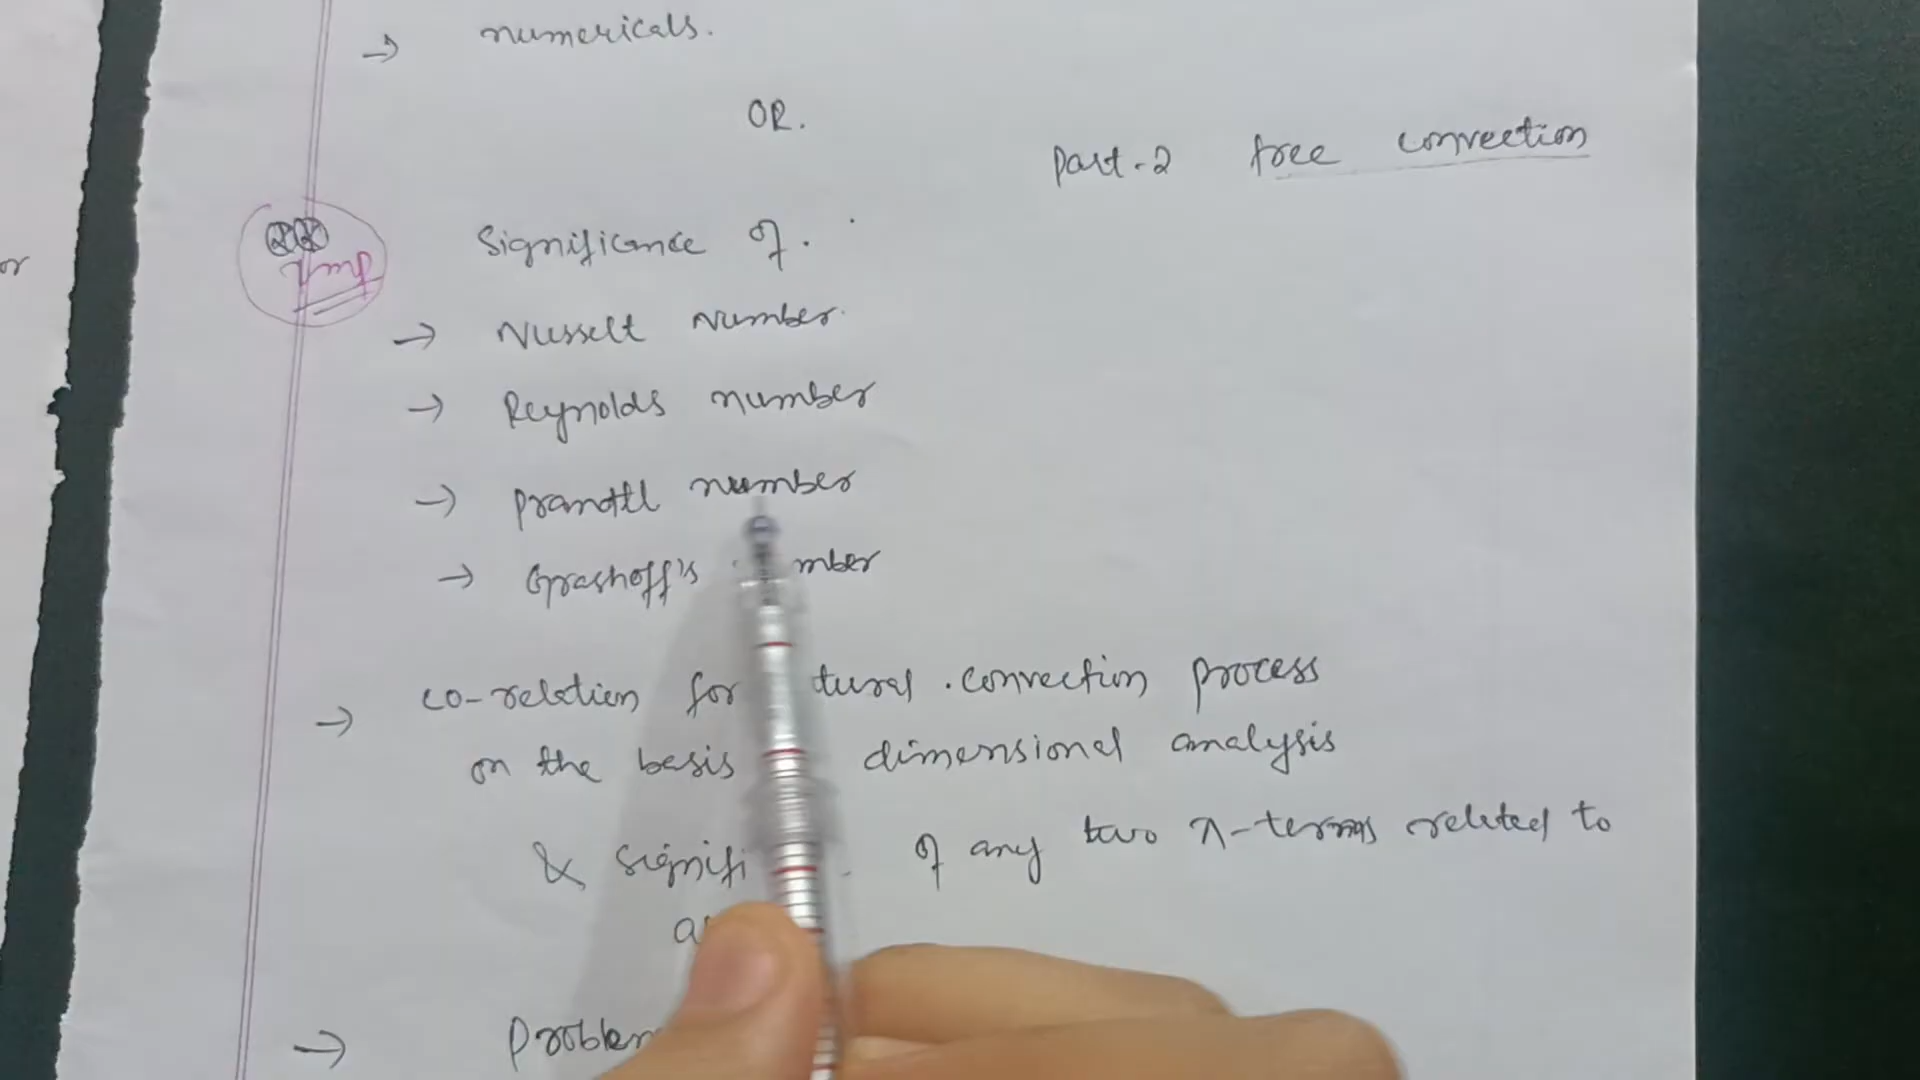 → numericals.
OR.
Part-2 free convection
Imp
Significance of.
→ Nusselt Number.
→ Reynolds number
→ prandtl number
→ Grashoff's mber
→ co-relation for tural convection process
on the basis dimensional analysis
& signifi of any two π-terms related to
→ Problem
or